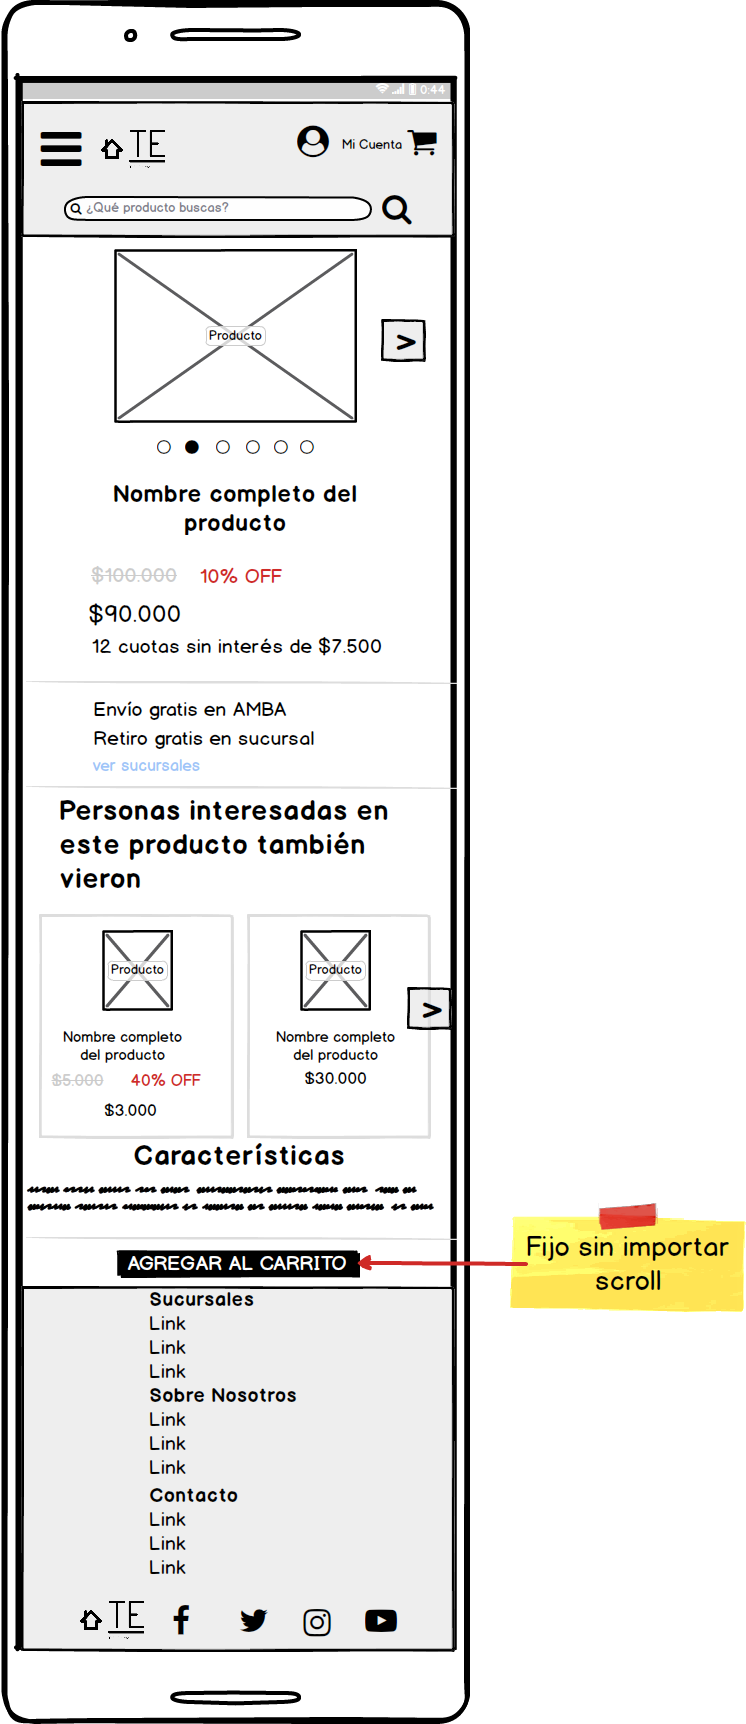 0:44
TE
Mi Cuenta
¿Qué producto buscas?
Producto
>
Nombre completo del
producto
$100.000 10% OFF
$90.000
12 cuotas sin interés de $7.500
Envío gratis en AMBA
Retiro gratis en sucursal
ver sucursales
Personas interesadas en
este producto también
vieron
Producto
Nombre completo
del producto
$5.000 40% OFF
$3.000
Producto
Nombre completo
del producto
$30.000
>
Características
AGREGAR AL CARRITO
Fijo sin importar
scroll
Sucursales
Link
Link
Link
Sobre Nosotros
Link
Link
Link
Contacto
Link
Link
Link
TE